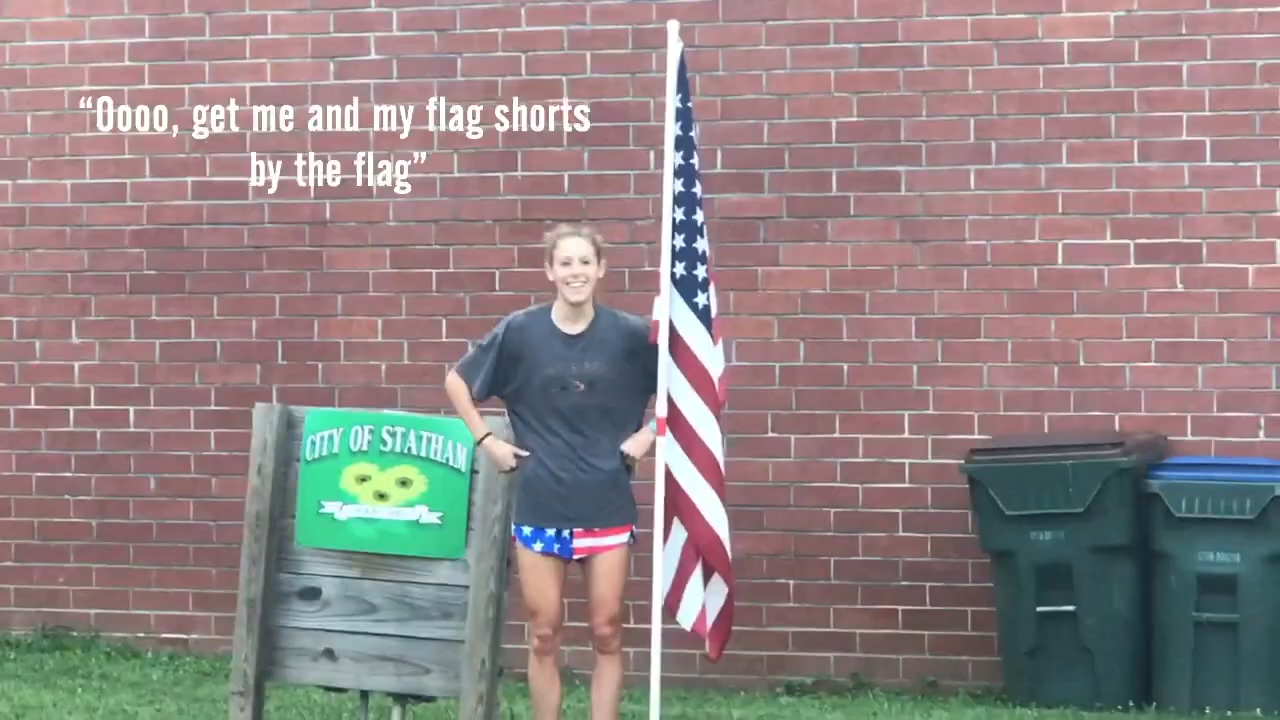 “Oooo, get me and my flag shorts
by the flag”
CITY OF STATHAM